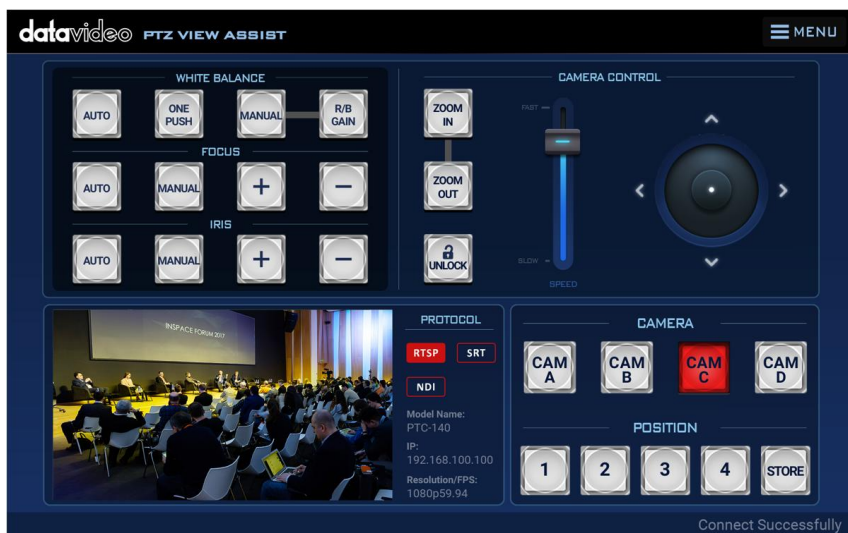 datavideo PTZ VIEW ASSIST
MENU
WHITE BALANCE
AUTO
ONE PUSH
MANUAL
R/B GAIN
FOCUS
AUTO
MANUAL
+
−
IRIS
AUTO
MANUAL
+
−
CAMERA CONTROL
ZOOM IN
ZOOM OUT
UNLOCK
FAST
SLOW
SPEED
INSPACE FORUM 2017
PROTOCOL
RTSP
SRT
NDI
Model Name:
PTC-140
IP:
192.168.100.100
Resolution/FPS:
1080p59.94
CAMERA
CAM A
CAM B
CAM C
CAM D
POSITION
1
2
3
4
STORE
Connect Successfully